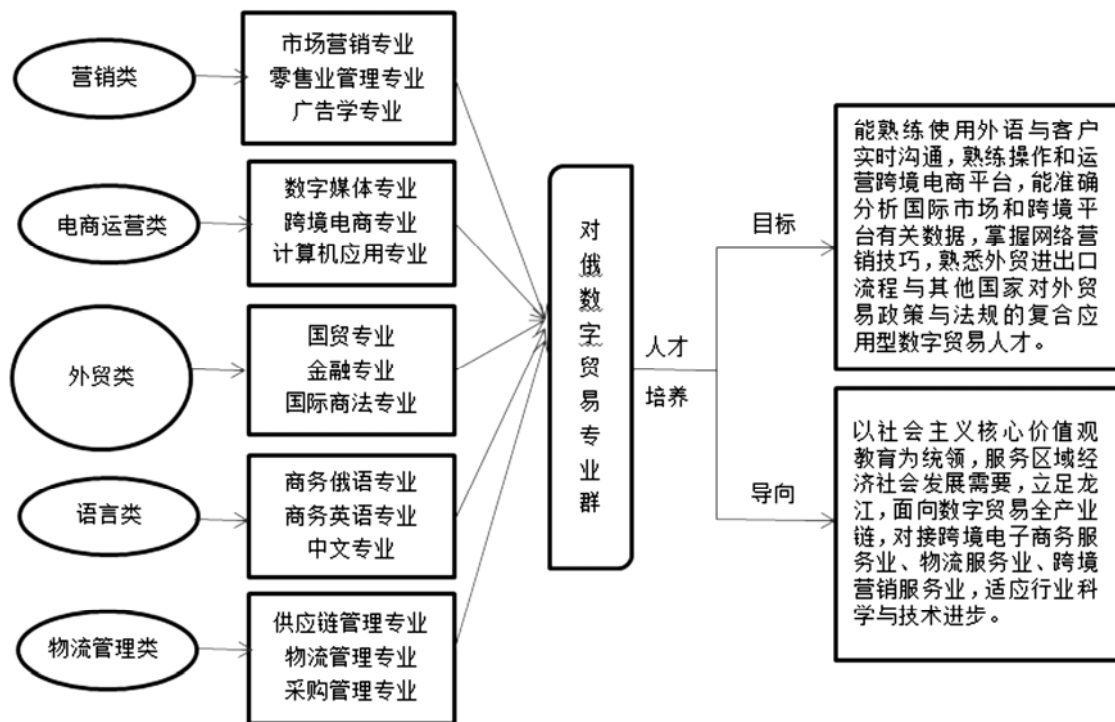 营销类
市场营销专业
零售业管理专业
广告学专业
电商运营类
数字媒体专业
跨境电商专业
计算机应用专业
外贸类
国贸专业
金融专业
国际商法专业
语言类
商务俄语专业
商务英语专业
中文专业
物流管理类
供应链管理专业
物流管理专业
采购管理专业
对俄数字贸易专业群
人才
培养
目标
能熟练使用外语与客户
实时沟通，熟练操作和运
营跨境电商平台，能准确
分析国际市场和跨境平
台有关数据，掌握网络营
销技巧，熟悉外贸进出口
流程与其他国家对外贸
易政策与法规的复合应
用型数字贸易人才。
导向
以社会主义核心价值观
教育为统领，服务区域经
济社会发展需要，立足龙
江，面向数字贸易全产业
链，对接跨境电子商务服
务业、物流服务业、跨境
营销服务业，适应行业科
学与技术进步。